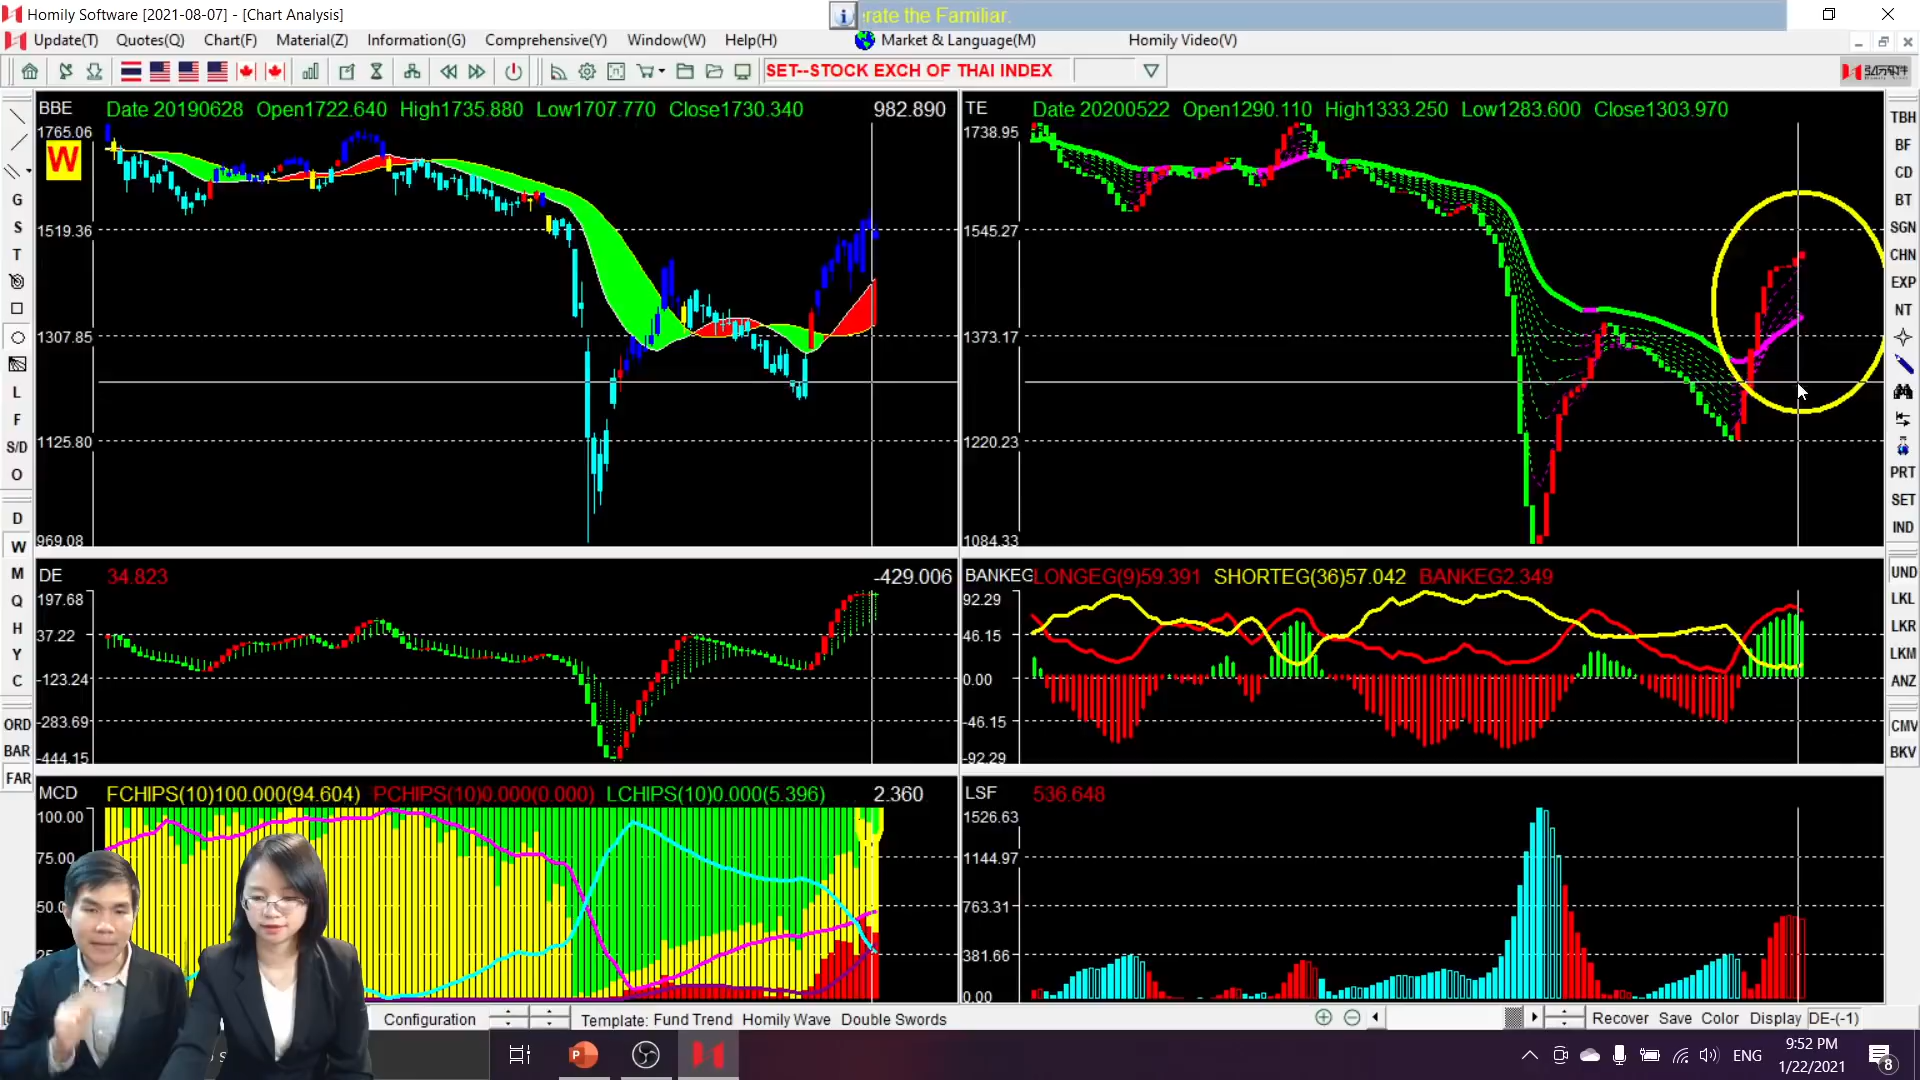 Homily Software [2021-08-07] - [Chart Analysis]
erate the Familiar.
Update(T) Quotes(Q) Chart(F) Material(Z) Information(G) Comprehensive(Y) Window(W) Help(H) Market & Language(M) Homily Video(V)
SET--STOCK EXCH OF THAI INDEX
BBE Date 20190628 Open1722.640 High1735.880 Low1707.770 Close1730.340 982.890
1765.06
W
1519.36
1307.85
1125.80
969.08
TE Date 20200522 Open1290.110 High1333.250 Low1283.600 Close1303.970
1738.95
1545.27
1373.17
1220.23
1084.33
DE 34.823 -429.006
197.68
37.22
-123.24
-283.69
-444.15
BANKEG LONGEG(9)59.391 SHORTEG(36)57.042 BANKEG2.349
92.29
46.15
0.00
-46.15
-92.29
MCD FCHIPS(10)100.000(94.604) PCHIPS(10)0.000(0.000) LCHIPS(10)0.000(5.396) 2.360
100.00
75.00
50.0
25
LSF 536.648
1526.63
1144.97
763.31
381.66
0.00
G
S
T
L
F
S/D
O
D
W
M
Q
H
Y
C
ORD
BAR
FAR
TBH
BF
CD
BT
SGN
CHN
EXP
NT
PRT
SET
IND
UND
LKL
LKR
LKM
ANZ
CMV
BKV
Configuration Template: Fund Trend Homily Wave Double Swords Recover Save Color Display DE-(-1)
ENG 9:52 PM
1/22/2021
8